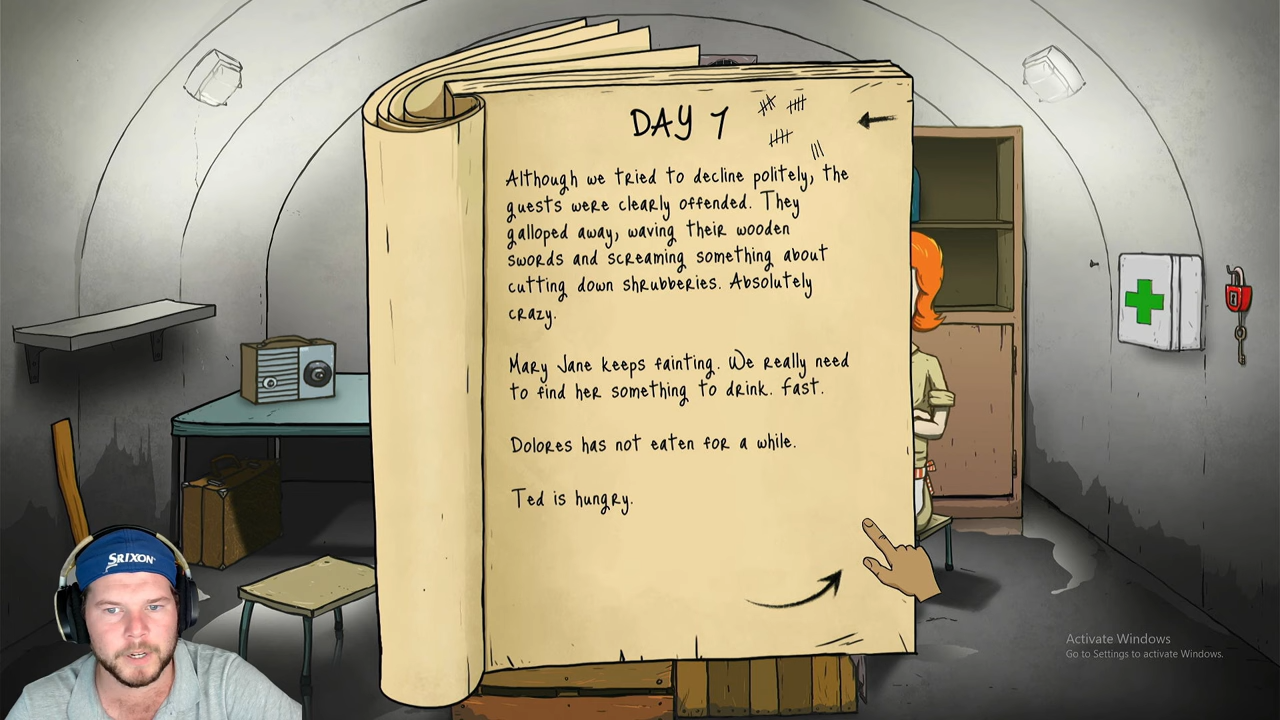 DAY 7
Although we tried to decline politely, the
guests were clearly offended. They
galloped away, waving their wooden
swords and screaming something about
cutting down shrubberies. Absolutely
crazy.
Mary Jane keeps fainting. We really need
to find her something to drink. Fast.
Dolores has not eaten for a while.
Ted is hungry.
SRIXON
Activate Windows
Go to Settings to activate Windows.